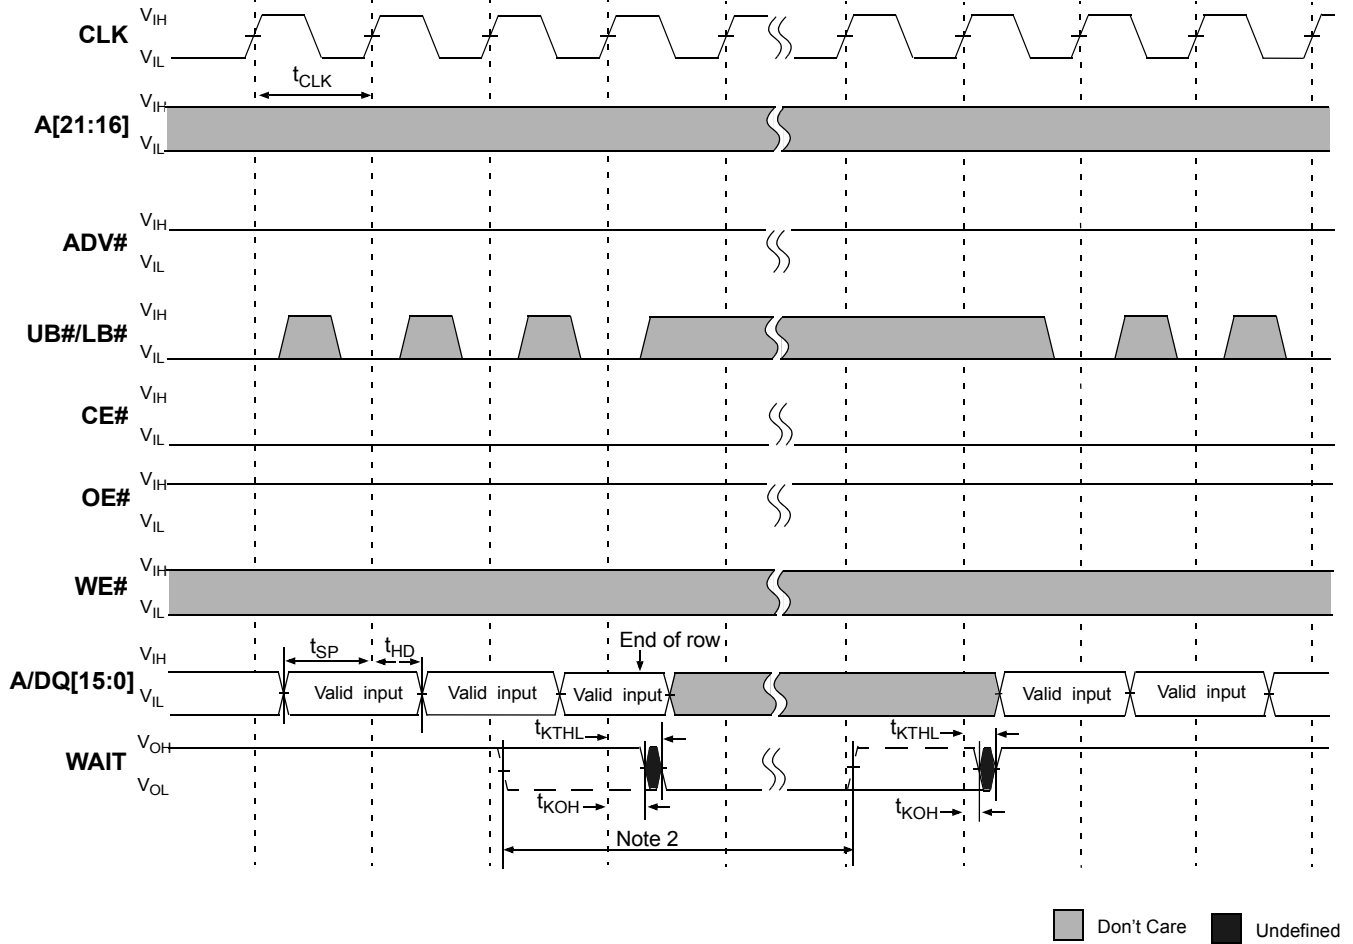 CLK
VIH
VIL
tCLK
A[21:16]
VIH
VIL
ADV#
VIH
VIL
UB#/LB#
VIH
VIL
CE#
VIH
VIL
OE#
VIH
VIL
WE#
VIH
VIL
A/DQ[15:0]
VIH
VIL
tSP
tHD
End of row
Valid input
Valid input
Valid input
Valid input
Valid input
WAIT
VOH
VOL
tKTHL
tKTHL
tKOH
tKOH
Note 2
Don't Care
Undefined